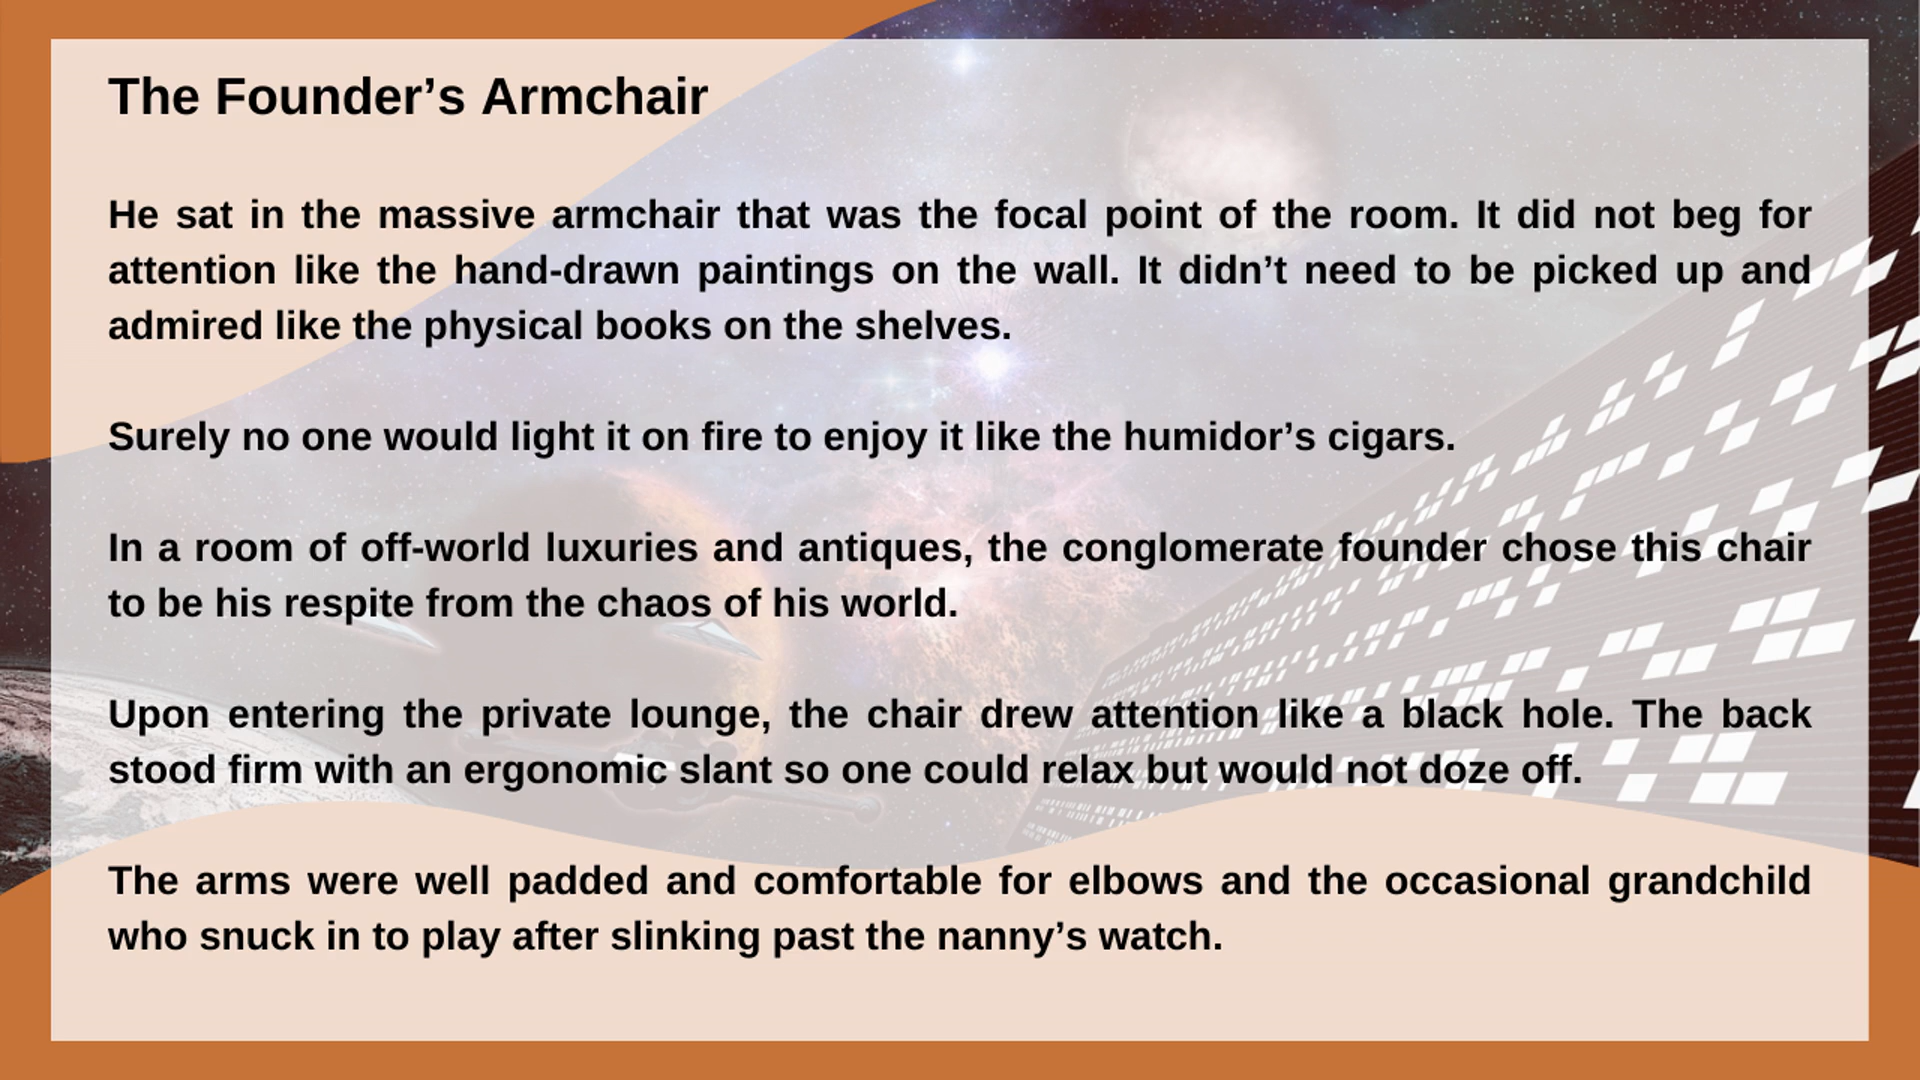 The Founder’s Armchair
He sat in the massive armchair that was the focal point of the room. It did not beg for
attention like the hand-drawn paintings on the wall. It didn’t need to be picked up and
admired like the physical books on the shelves.
Surely no one would light it on fire to enjoy it like the humidor’s cigars.
In a room of off-world luxuries and antiques, the conglomerate founder chose this chair
to be his respite from the chaos of his world.
Upon entering the private lounge, the chair drew attention like a black hole. The back
stood firm with an ergonomic slant so one could relax but would not doze off.
The arms were well padded and comfortable for elbows and the occasional grandchild
who snuck in to play after slinking past the nanny’s watch.